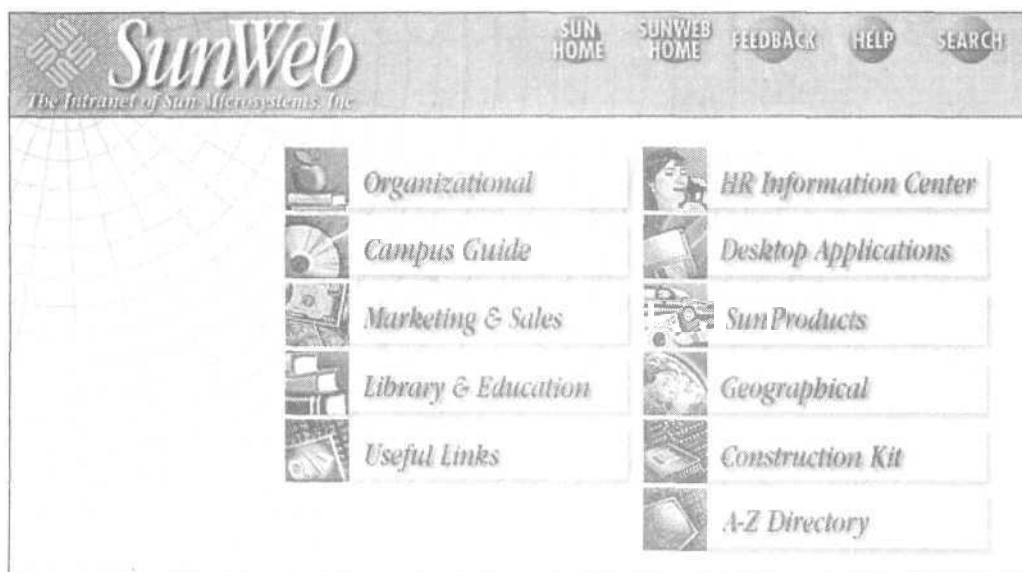 SunWeb
The Intranet of Sun Microsystems, Inc
SUN
HOME
SUNWEB
HOME
FEEDBACK
HELP
SEARCH
Organizational
Campus Guide
Marketing & Sales
Library & Education
Useful Links
HR Information Center
Desktop Applications
Sun Products
Geographical
Construction Kit
A-Z Directory